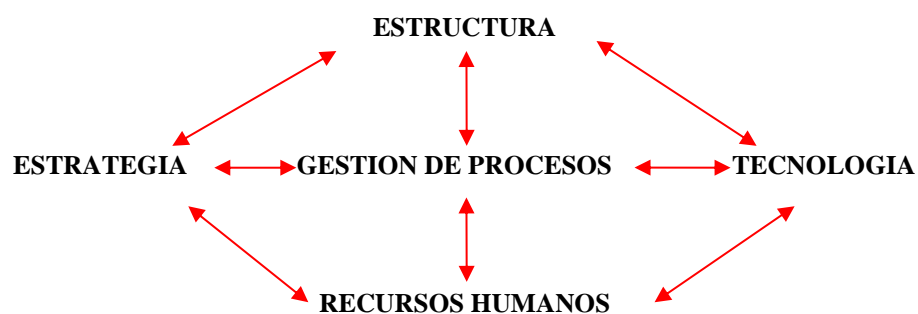 ESTRUCTURA
ESTRATEGIA GESTION DE PROCESOS TECNOLOGIA
RECURSOS HUMANOS